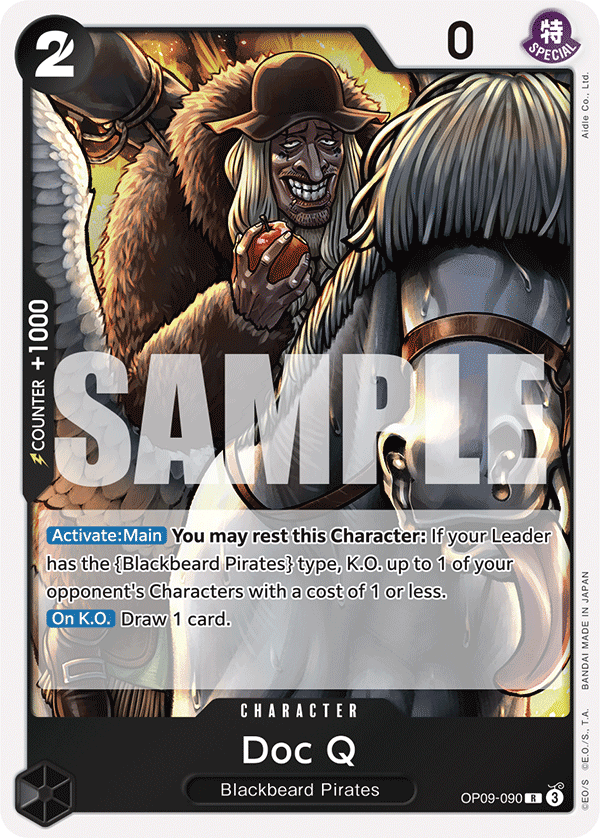 2
0
特
SPECIAL
Aidle Co., Ltd.
COUNTER +1000
SAMPLE
Activate:Main You may rest this Character: If your Leader
has the {Blackbeard Pirates} type, K.O. up to 1 of your
opponent's Characters with a cost of 1 or less.
On K.O. Draw 1 card.
CHARACTER
Doc Q
Blackbeard Pirates
OP09-090 R 3
©EO/S ©E.O./S., T.A. BANDAI MADE IN JAPAN